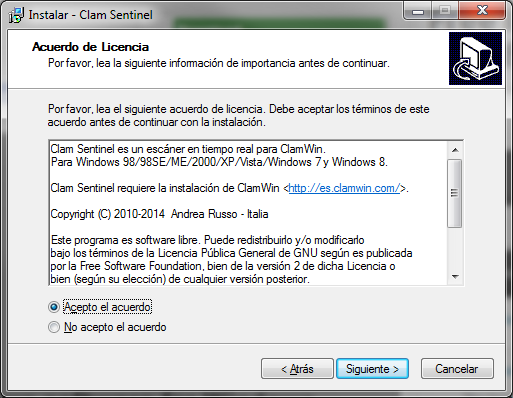 Instalar - Clam Sentinel
Acuerdo de Licencia
Por favor, lea la siguiente información de importancia antes de continuar.
Por favor, lea el siguiente acuerdo de licencia. Debe aceptar los términos de este
acuerdo antes de continuar con la instalación.
Clam Sentinel es un escáner en tiempo real para ClamWin.
Para Windows 98/98SE/ME/2000/XP/Vista/Windows 7 y Windows 8.
Clam Sentinel requiere la instalación de ClamWin <http://es.clamwin.com/>.
Copyright (C) 2010-2014  Andrea Russo - Italia
Este programa es software libre. Puede redistribuirlo y/o modificarlo
bajo los términos de la Licencia Pública General de GNU según es publicada
por la Free Software Foundation, bien de la versión 2 de dicha Licencia o
bien (según su elección) de cualquier versión posterior.
Acepto el acuerdo
No acepto el acuerdo
< Atrás
Siguiente >
Cancelar